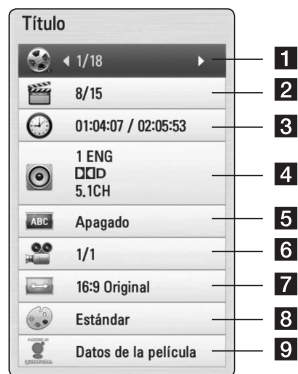 Título
1/18 1
8/15 2
01:04:07 / 02:05:53 3
1 ENG
DD D
5.1CH 4
ABC Apagado 5
1/1 6
16:9 Original 7
Estándar 8
Datos de la película 9